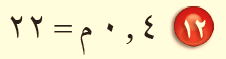 ١٢ ٠,٤ م = ٢٢